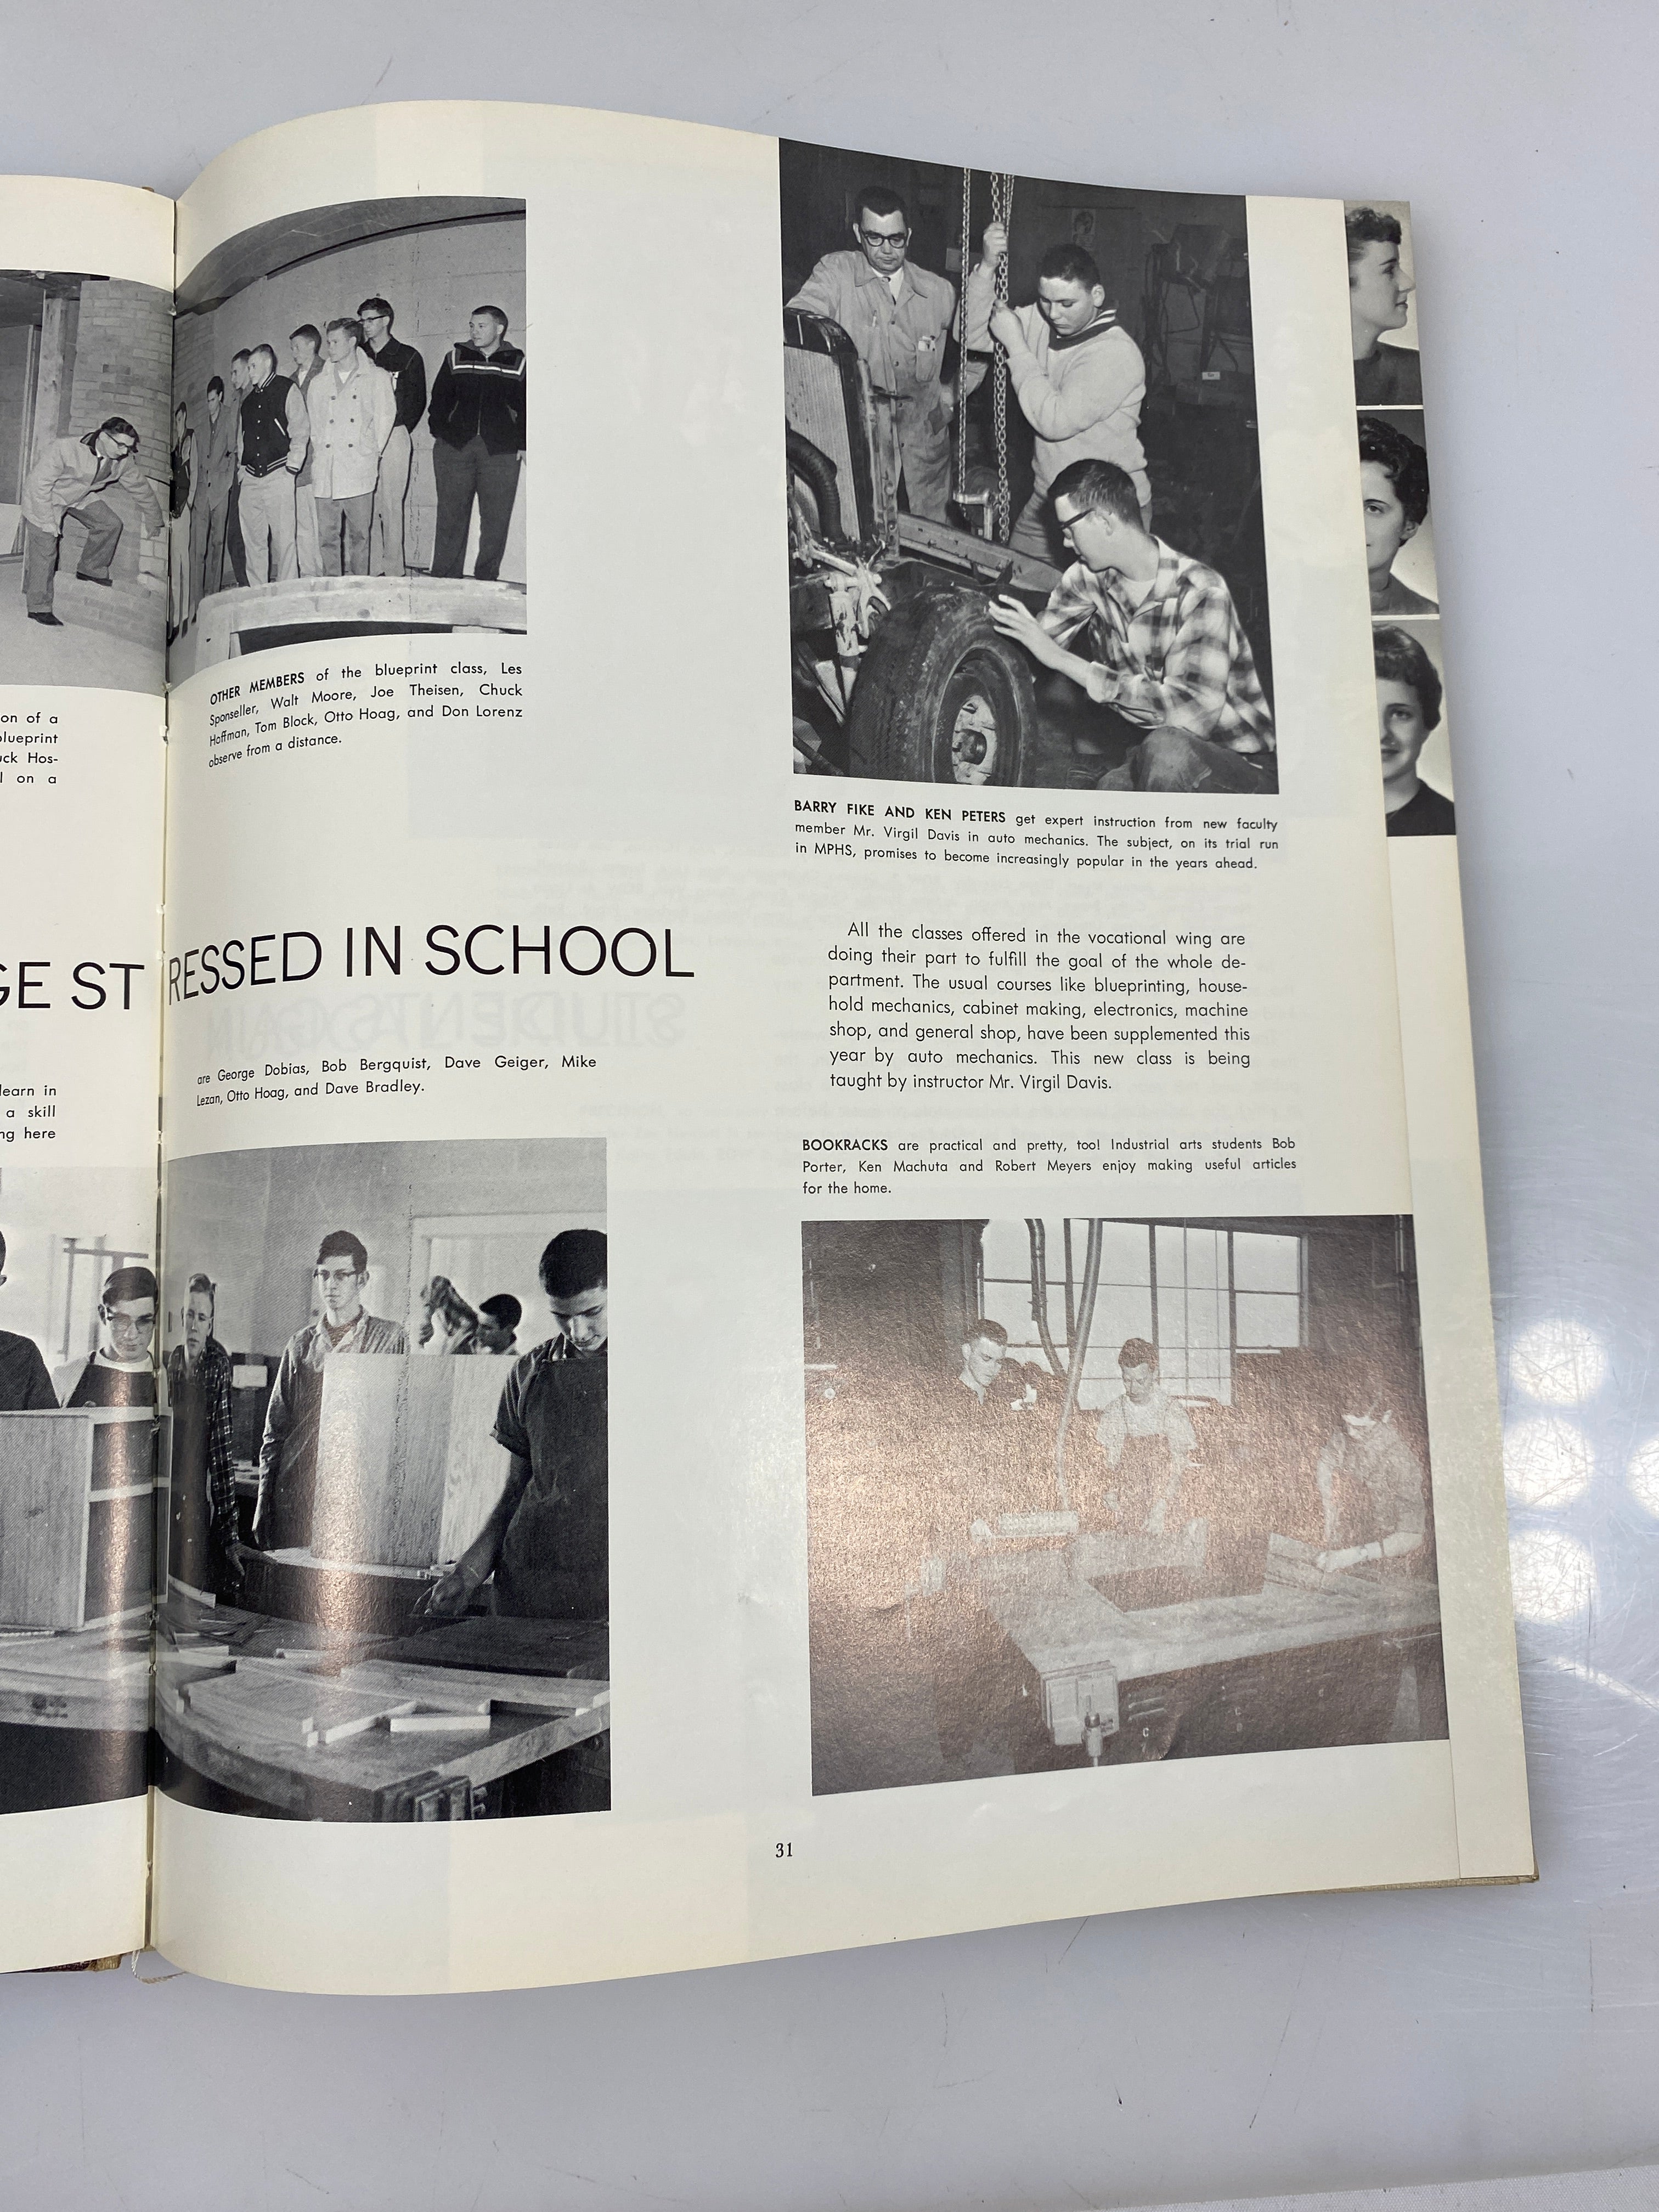 on of a
blueprint
uck Hos-
l on a
GE ST
learn in
a skill
ng here
OTHER MEMBERS of the blueprint class, Les
Sponseller, Walt Moore, Joe Theisen, Chuck
Hoffman, Tom Block, Otto Hoag, and Don Lorenz
observe from a distance.
RESSED IN SCHOOL
are George Dobias, Bob Bergquist, Dave Geiger, Mike
Lezan, Otto Hoag, and Dave Bradley.
BARRY FIKE AND KEN PETERS get expert instruction from new faculty
member Mr. Virgil Davis in auto mechanics. The subject, on its trial run
in MPHS, promises to become increasingly popular in the years ahead.
All the classes offered in the vocational wing are
doing their part to fulfill the goal of the whole de-
partment. The usual courses like blueprinting, house-
hold mechanics, cabinet making, electronics, machine
shop, and general shop, have been supplemented this
year by auto mechanics. This new class is being
taught by instructor Mr. Virgil Davis.
BOOKRACKS are practical and pretty, too! Industrial arts students Bob
Porter, Ken Machuta and Robert Meyers enjoy making useful articles
for the home.
31